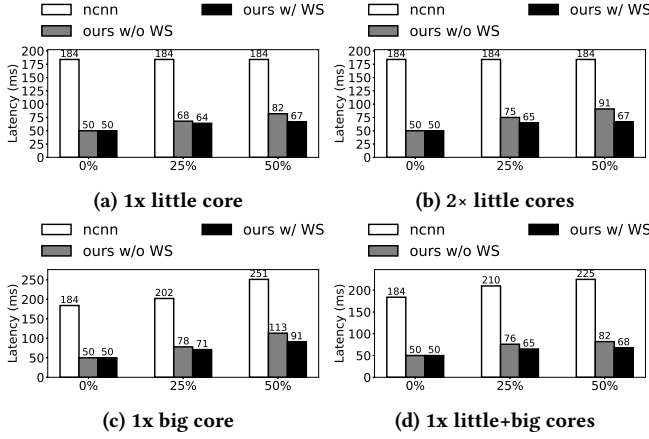 ncnn ours w/ WS
ours w/o WS
Latency (ms)
200
175
150
125
100
75
50
25
0
184 50 50
184 68 64
184 82 67
0% 25% 50%
(a) 1x little core
ncnn ours w/ WS
ours w/o WS
Latency (ms)
200
175
150
125
100
75
50
25
0
184 50 50
184 75 65
184 91 67
0% 25% 50%
(b) 2× little cores
ncnn ours w/ WS
ours w/o WS
Latency (ms)
250
200
150
100
50
0
184 50 50
202 78 71
251 113 91
0% 25% 50%
(c) 1x big core
ncnn ours w/ WS
ours w/o WS
Latency (ms)
200
150
100
50
0
184 50 50
210 76 65
225 82 68
0% 25% 50%
(d) 1x little+big cores